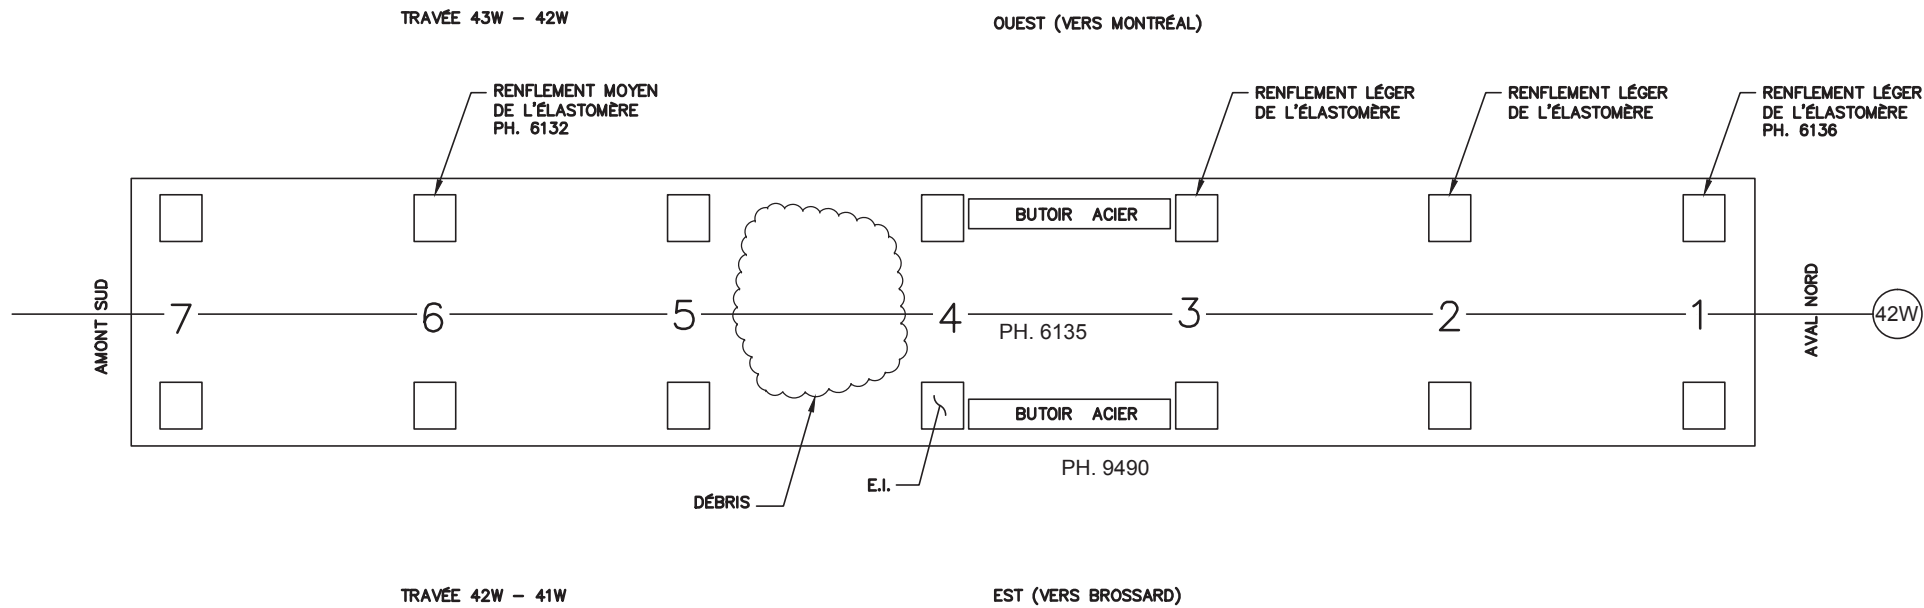 TRAVÉE 43W - 42W
OUEST (VERS MONTRÉAL)
RENFLEMENT MOYEN
DE L'ÉLASTOMÈRE
PH. 6132
RENFLEMENT LÉGER
DE L'ÉLASTOMÈRE
RENFLEMENT LÉGER
DE L'ÉLASTOMÈRE
RENFLEMENT LÉGER
DE L'ÉLASTOMÈRE
PH. 6136
BUTOIR ACIER
AMONT SUD
7
6
5
4
3
2
1
AVAL NORD
42W
PH. 6135
BUTOIR ACIER
PH. 9490
E.I.
DÉBRIS
TRAVÉE 42W - 41W
EST (VERS BROSSARD)